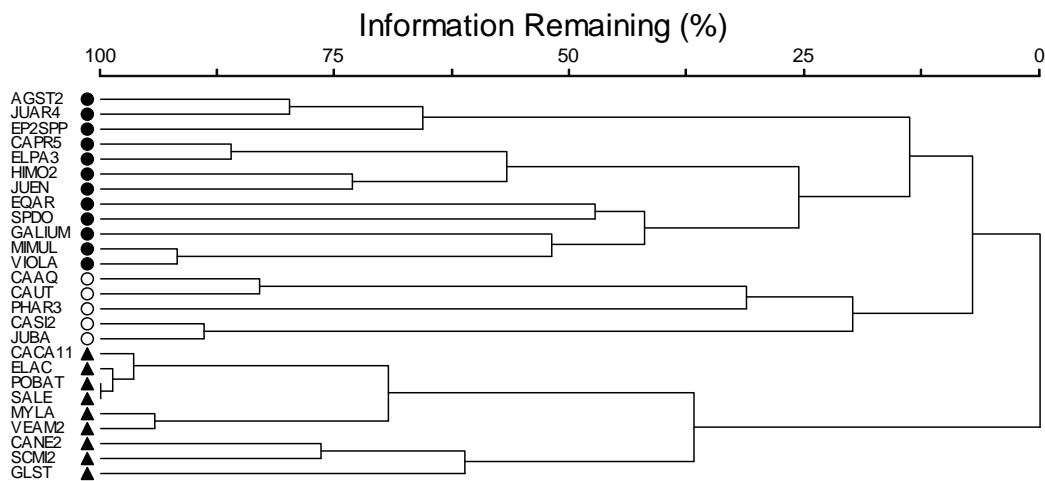 Information Remaining (%)
100 75 50 25 0
AGST2
JUAR4
EP2SPP
CAPR5
ELPA3
HIMO2
JUEN
EQAR
SPDO
GALIUM
MIMUL
VIOLA
CAAQ
CAUT
PHAR3
CASI2
JUBA
CACA11
ELAC
POBAT
SALE
MYLA
VEAM2
CANE2
SCMI2
GLST